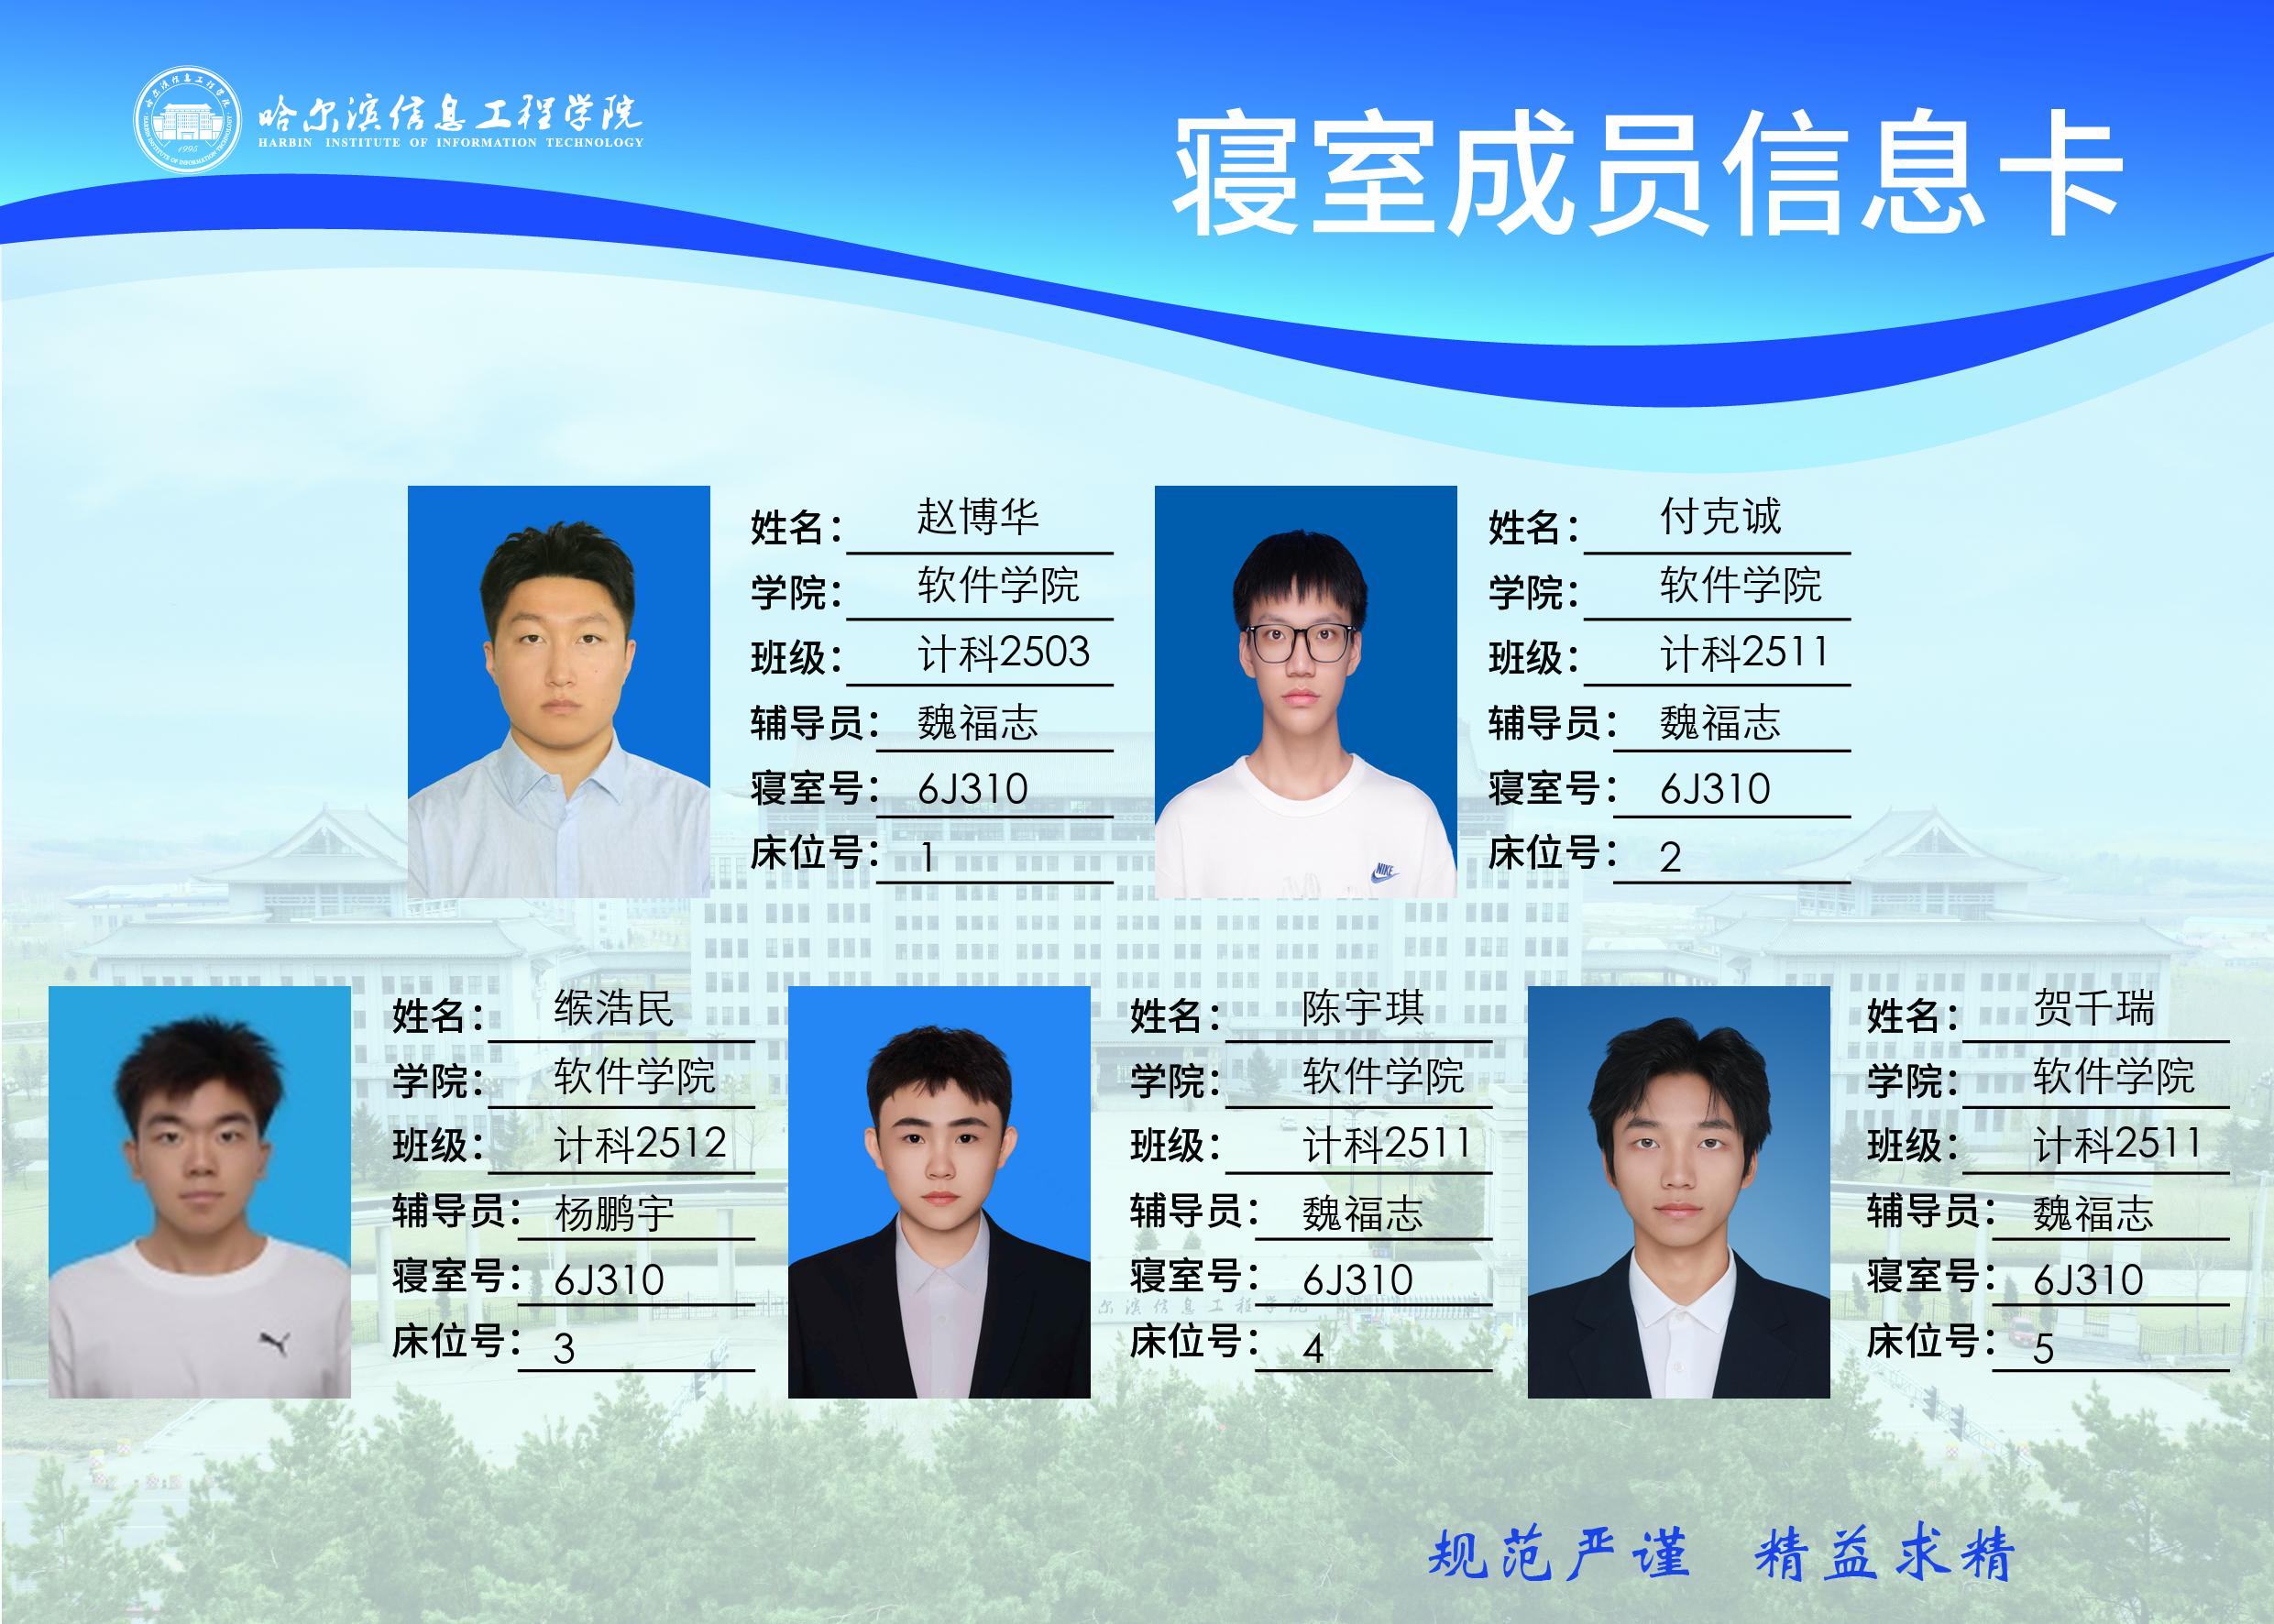 哈尔滨信息工程学院
HARBIN INSTITUTE OF INFORMATION TECHNOLOGY
1995
寝室成员信息卡
姓名： 赵博华
学院： 软件学院
班级： 计科2503
辅导员： 魏福志
寝室号： 6J310
床位号： 1
姓名： 付克诚
学院： 软件学院
班级： 计科2511
辅导员： 魏福志
寝室号： 6J310
床位号： 2
NIKE
姓名： 缑浩民
学院： 软件学院
班级： 计科2512
辅导员： 杨鹏宇
寝室号： 6J310
床位号： 3
姓名： 陈宇琪
学院： 软件学院
班级： 计科2511
辅导员： 魏福志
寝室号： 6J310
床位号： 4
姓名： 贺千瑞
学院： 软件学院
班级： 计科2511
辅导员： 魏福志
寝室号： 6J310
床位号： 5
尔滨信息工程学院
规范严谨 精益求精